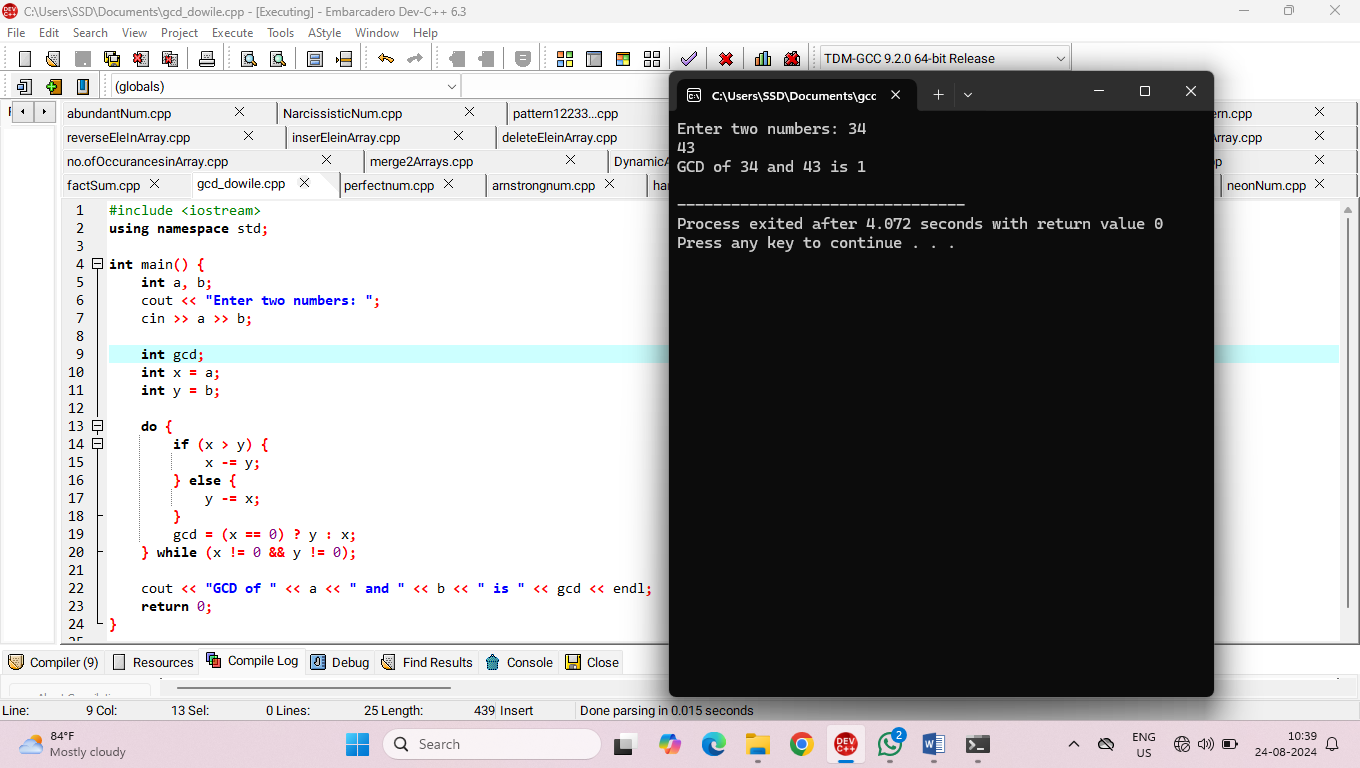 C:\Users\SSD\Documents\gcd_dowile.cpp - [Executing] - Embarcadero Dev-C++ 6.3
File Edit Search View Project Execute Tools AStyle Window Help
TDM-GCC 9.2.0 64-bit Release
(globals)
abundantNum.cpp NarcissisticNum.cpp pattern12233...cpp ern.cpp
reverseEleInArray.cpp inserEleinArray.cpp deleteEleinArray.cpp rray.cpp
no.ofOccurancesinArray.cpp merge2Arrays.cpp DynamicA
factSum.cpp gcd_dowile.cpp perfectnum.cpp arnstrongnum.cpp har neonNum.cpp
C:\Users\SSD\Documents\gcc
Enter two numbers: 34
43
GCD of 34 and 43 is 1
--------------------------------
Process exited after 4.072 seconds with return value 0
Press any key to continue . . .
1 #include <iostream>
2 using namespace std;
3
4 int main() {
5 int a, b;
6 cout << "Enter two numbers: ";
7 cin >> a >> b;
8
9 int gcd;
10 int x = a;
11 int y = b;
12
13 do {
14 if (x > y) {
15 x -= y;
16 } else {
17 y -= x;
18 }
19 gcd = (x == 0) ? y : x;
20 } while (x != 0 && y != 0);
21
22 cout << "GCD of " << a << " and " << b << " is " << gcd << endl;
23 return 0;
24 }
25
Compiler (9) Resources Compile Log Debug Find Results Console Close
Line: 9 Col: 13 Sel: 0 Lines: 25 Length: 439 Insert Done parsing in 0.015 seconds
84°F
Mostly cloudy
Search
DEV C++
2
ENG
US
10:39
24-08-2024